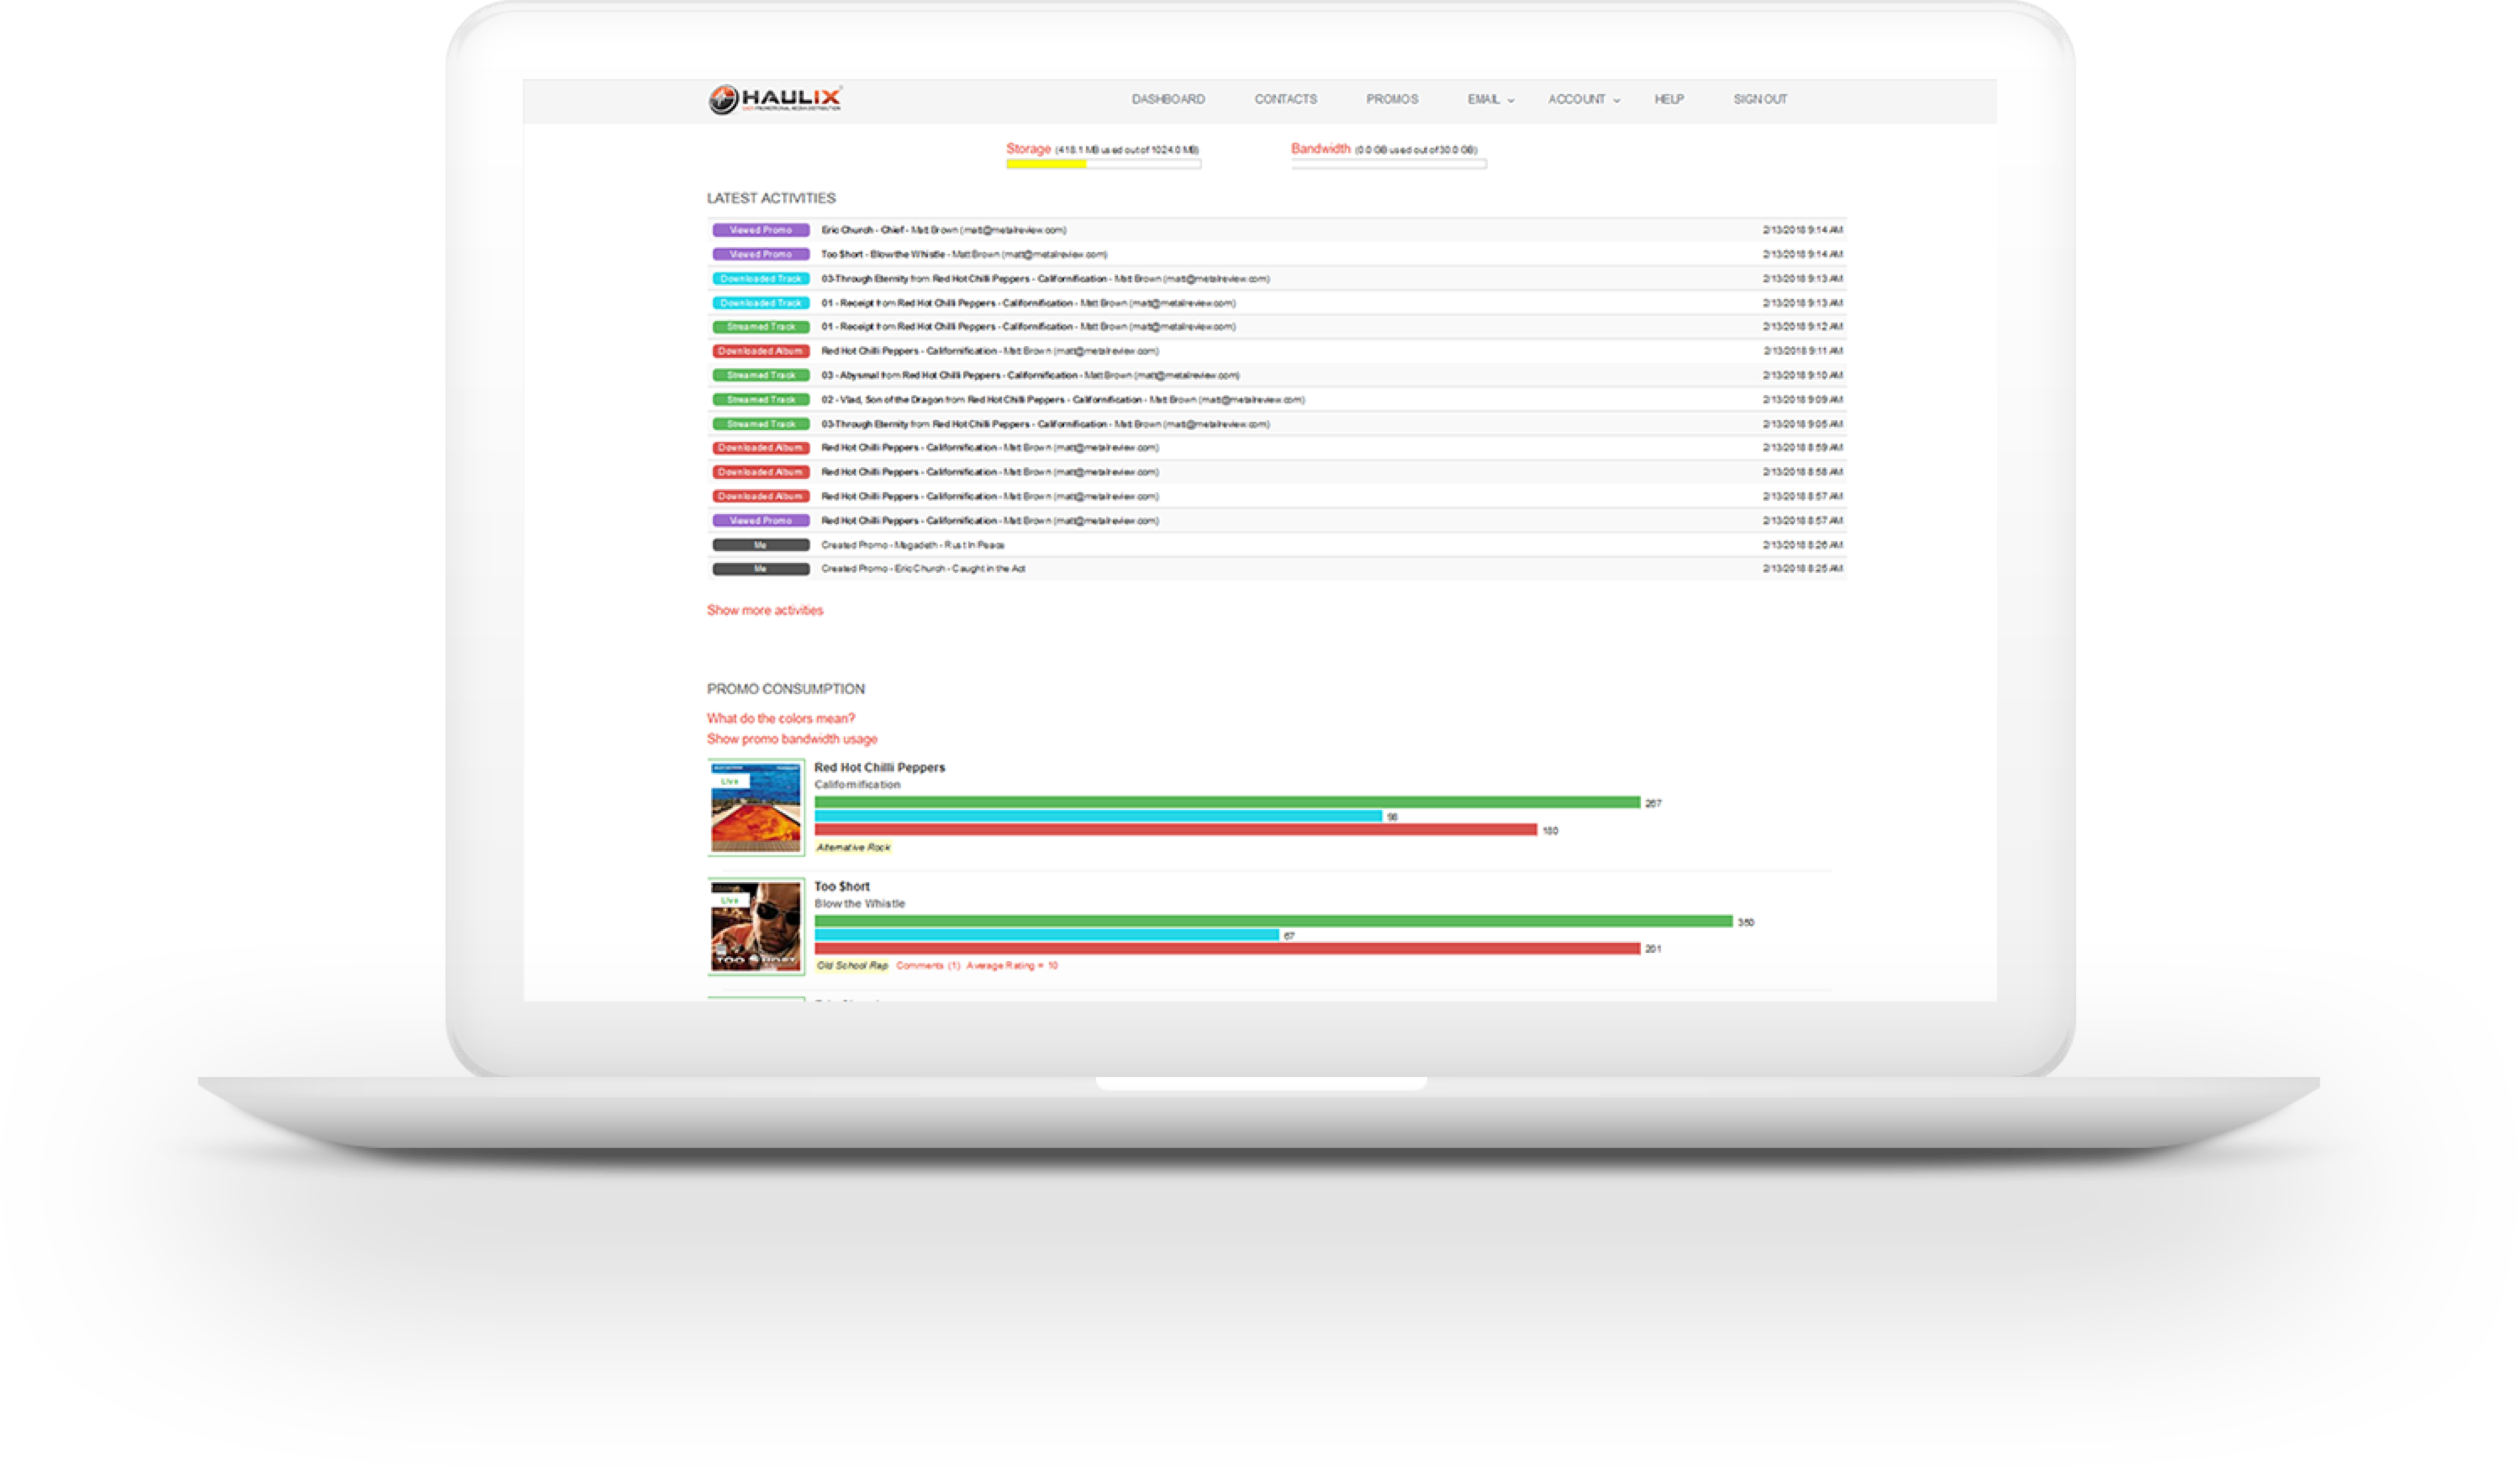 HAULIX
DASHBOARD CONTACTS PROMOS EMAIL ACCOUNT HELP SIGN OUT
Storage (418.1 MB used out of 1024.0 MB) Bandwidth (0.0 GB used out of 30.0 GB)
LATEST ACTIVITIES
Viewed Promo Eric Church - Chief - Matt Brown (matt@metalreview.com) 2/13/2018 9:14 AM
Viewed Promo Too $hort - Blow the Whistle - Matt Brown (matt@metalreview.com) 2/13/2018 9:14 AM
Downloaded Track 03-Through Eternity from Red Hot Chilli Peppers - Californification - Matt Brown (matt@metalreview.com) 2/13/2018 9:13 AM
Downloaded Track 01 - Receipt from Red Hot Chilli Peppers - Californification - Matt Brown (matt@metalreview.com) 2/13/2018 9:13 AM
Streamed Track 01 - Receipt from Red Hot Chilli Peppers - Californification - Matt Brown (matt@metalreview.com) 2/13/2018 9:12 AM
Downloaded Album Red Hot Chilli Peppers - Californification - Matt Brown (matt@metalreview.com) 2/13/2018 9:11 AM
Streamed Track 03 - Abysmal from Red Hot Chilli Peppers - Californification - Matt Brown (matt@metalreview.com) 2/13/2018 9:10 AM
Streamed Track 02 - Vlad, Son of the Dragon from Red Hot Chilli Peppers - Californification - Matt Brown (matt@metalreview.com) 2/13/2018 9:09 AM
Streamed Track 03-Through Eternity from Red Hot Chilli Peppers - Californification - Matt Brown (matt@metalreview.com) 2/13/2018 9:05 AM
Downloaded Album Red Hot Chilli Peppers - Californification - Matt Brown (matt@metalreview.com) 2/13/2018 8:59 AM
Downloaded Album Red Hot Chilli Peppers - Californification - Matt Brown (matt@metalreview.com) 2/13/2018 8:58 AM
Downloaded Album Red Hot Chilli Peppers - Californification - Matt Brown (matt@metalreview.com) 2/13/2018 8:57 AM
Viewed Promo Red Hot Chilli Peppers - Californification - Matt Brown (matt@metalreview.com) 2/13/2018 8:57 AM
Me Created Promo - Megadeth - Rust In Peace 2/13/2018 8:26 AM
Me Created Promo - Eric Church - Caught in the Act 2/13/2018 8:25 AM
Show more activities
PROMO CONSUMPTION
What do the colors mean?
Show promo bandwidth usage
Live
Red Hot Chilli Peppers
Californification
267
98
180
Alternative Rock
Live
TOO $HORT
Too $hort
Blow the Whistle
350
67
201
Old School Rap Comments (1) Average Rating = 10